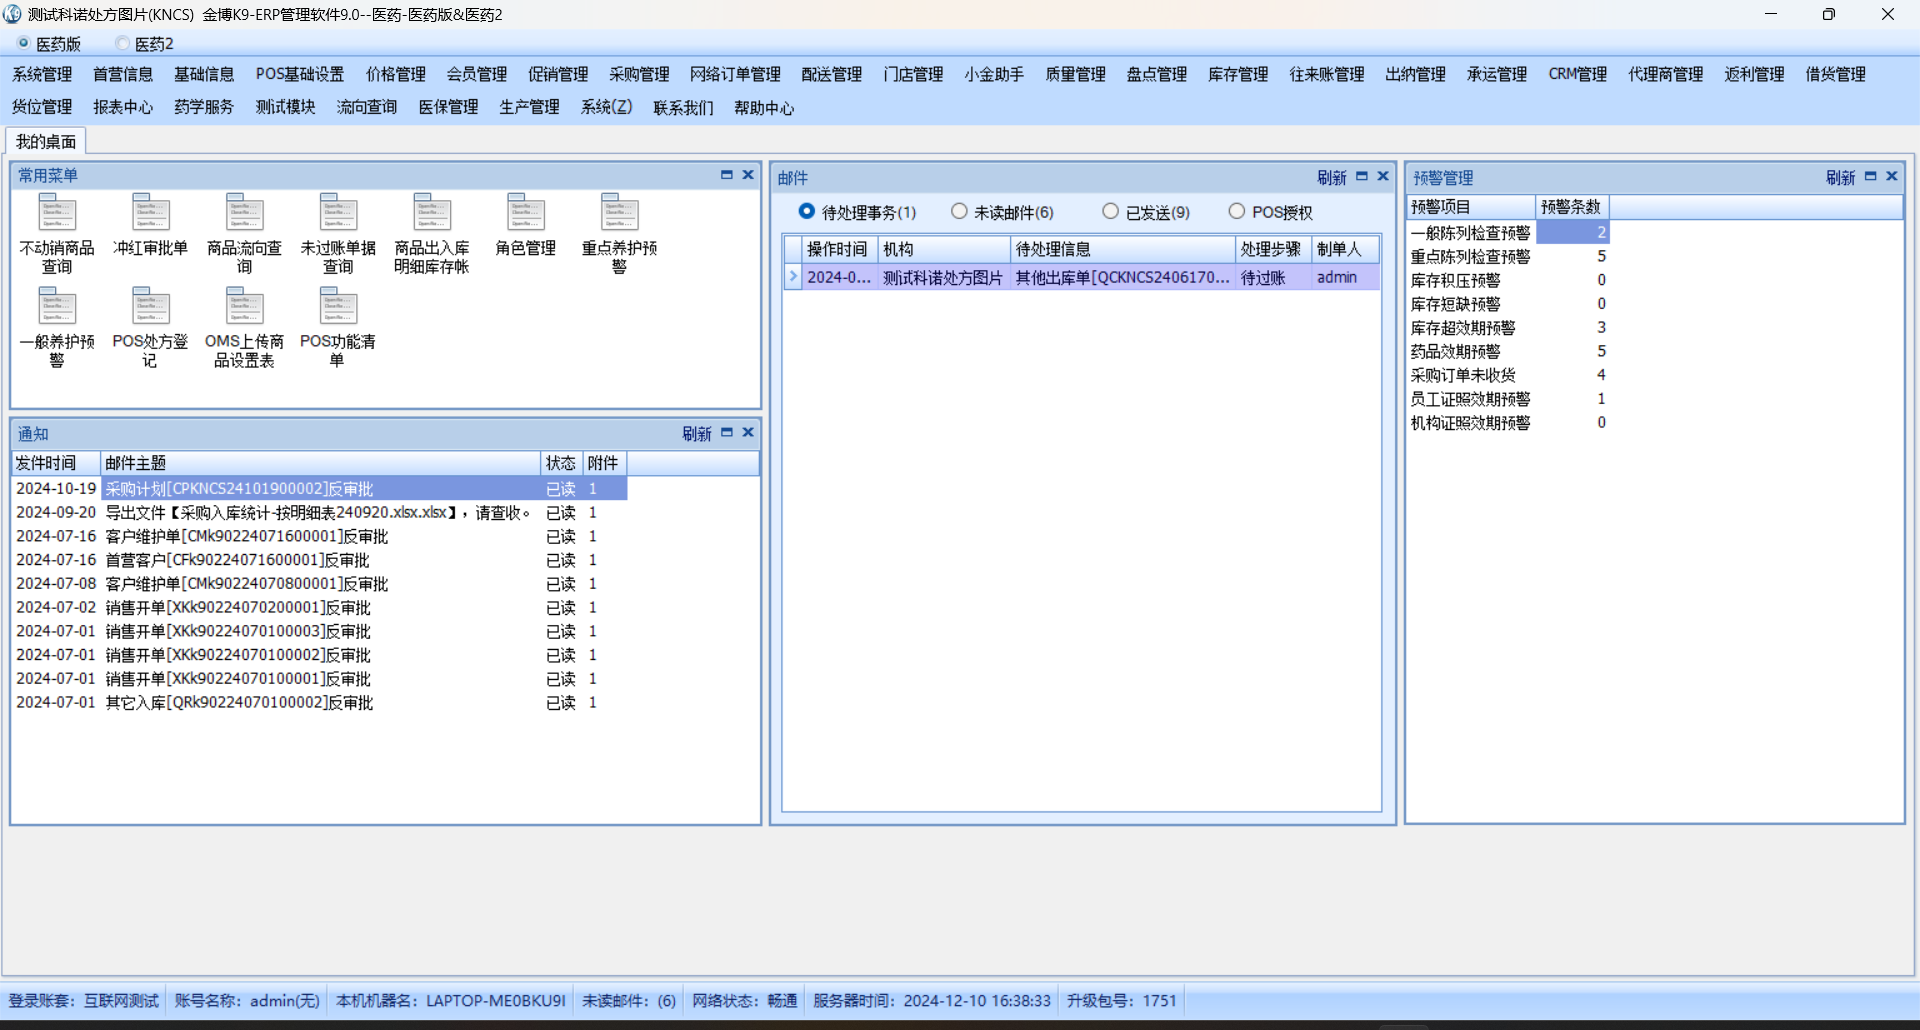 测试科诺处方图片(KNCS)  金博K9-ERP管理软件9.0--医药-医药版&医药2
医药版 医药2
系统管理 首营信息 基础信息 POS基础设置 价格管理 会员管理 促销管理 采购管理 网络订单管理 配送管理 门店管理 小金助手 质量管理 盘点管理 库存管理 往来账管理 出纳管理 承运管理 CRM管理 代理商管理 返利管理 借货管理
货位管理 报表中心 药学服务 测试模块 流向查询 医保管理 生产管理 系统(Z) 联系我们 帮助中心
我的桌面
常用菜单
不动销商品查询
冲红审批单
商品流向查询
未过账单据查询
商品出入库明细库存帐
角色管理
重点养护预警
一般养护预警
POS处方登记
OMS上传商品设置表
POS功能清单
通知 刷新
发件时间 邮件主题 状态 附件
2024-10-19 采购计划[CPKNCS24101900002]反审批 已读 1
2024-09-20 导出文件【采购入库统计-按明细表240920.xlsx.xlsx】，请查收。 已读 1
2024-07-16 客户维护单[CMk90224071600001]反审批 已读 1
2024-07-16 首营客户[CFk90224071600001]反审批 已读 1
2024-07-08 客户维护单[CMk90224070800001]反审批 已读 1
2024-07-02 销售开单[XKk90224070200001]反审批 已读 1
2024-07-01 销售开单[XKk90224070100003]反审批 已读 1
2024-07-01 销售开单[XKk90224070100002]反审批 已读 1
2024-07-01 销售开单[XKk90224070100001]反审批 已读 1
2024-07-01 其它入库[QRk90224070100002]反审批 已读 1
邮件 刷新
待处理事务(1) 未读邮件(6) 已发送(9) POS授权
操作时间 机构 待处理信息 处理步骤 制单人
2024-0... 测试科诺处方图片 其他出库单[QCKNCS2406170... 待过账 admin
预警管理 刷新
预警项目 预警条数
一般陈列检查预警 2
重点陈列检查预警 5
库存积压预警 0
库存短缺预警 0
库存超效期预警 3
药品效期预警 5
采购订单未收货 4
员工证照效期预警 1
机构证照效期预警 0
登录账套：互联网测试 账号名称：admin(无) 本机机器名：LAPTOP-ME0BKU9I 未读邮件：(6) 网络状态：畅通 服务器时间：2024-12-10 16:38:33 升级包号：1751